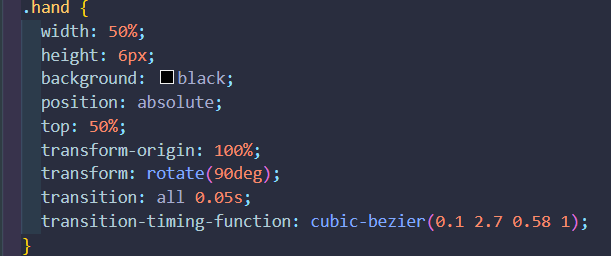 .hand {
width: 50%;
height: 6px;
background: black;
position: absolute;
top: 50%;
transform-origin: 100%;
transform: rotate(90deg);
transition: all 0.05s;
transition-timing-function: cubic-bezier(0.1 2.7 0.58 1);
}